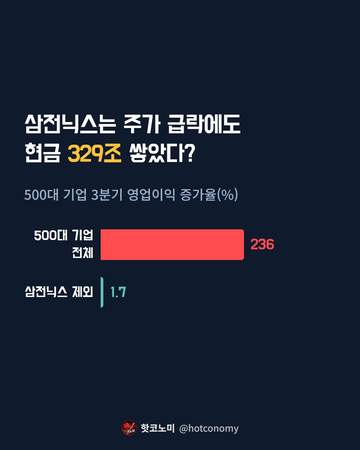 삼전닉스는 주가 급락에도
현금 329조 쌓았다?
500대 기업 3분기 영업이익 증가율(%)
500대 기업
전체
236
삼전닉스 제외
1.7
핫코노미 @hotconomy